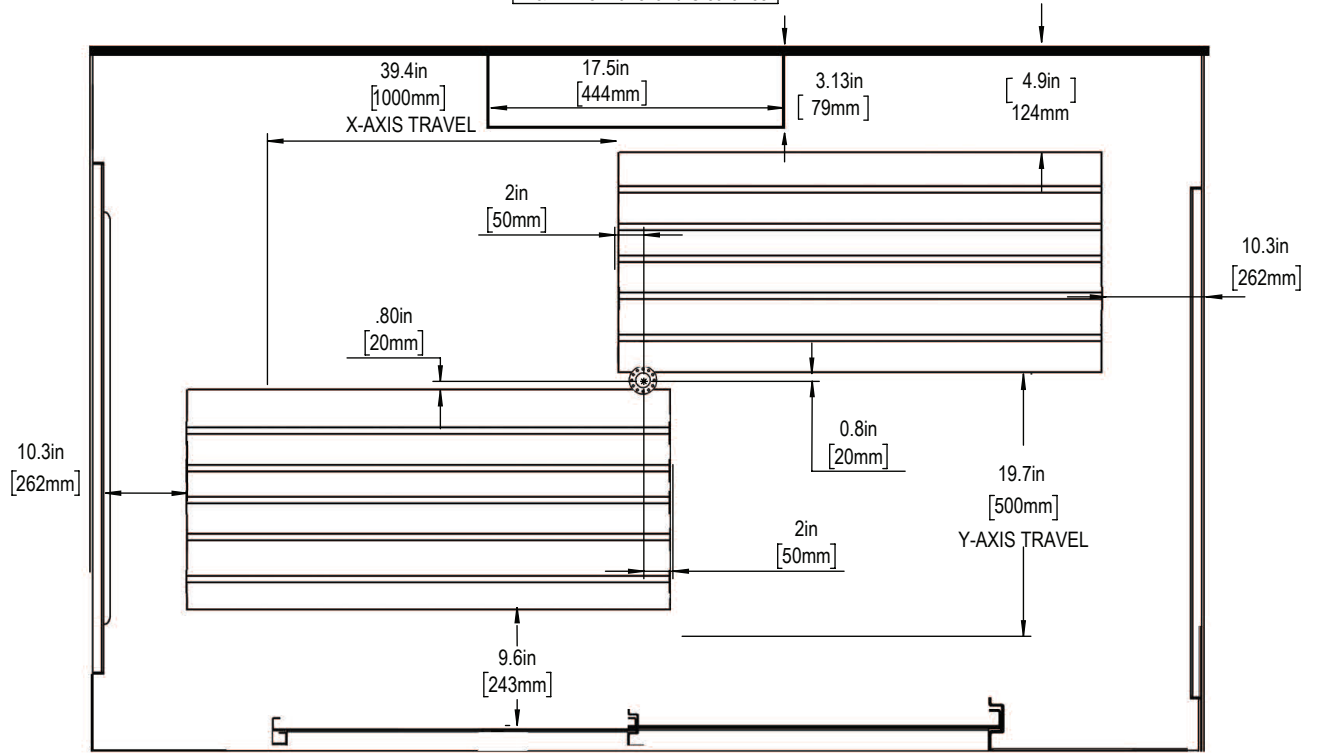 39.4in
[1000mm]
X-AXIS TRAVEL
17.5in
[444mm]
3.13in
[79mm]
4.9in
124mm
2in
[50mm]
10.3in
[262mm]
.80in
[20mm]
0.8in
[20mm]
10.3in
[262mm]
19.7in
[500mm]
Y-AXIS TRAVEL
2in
[50mm]
9.6in
[243mm]